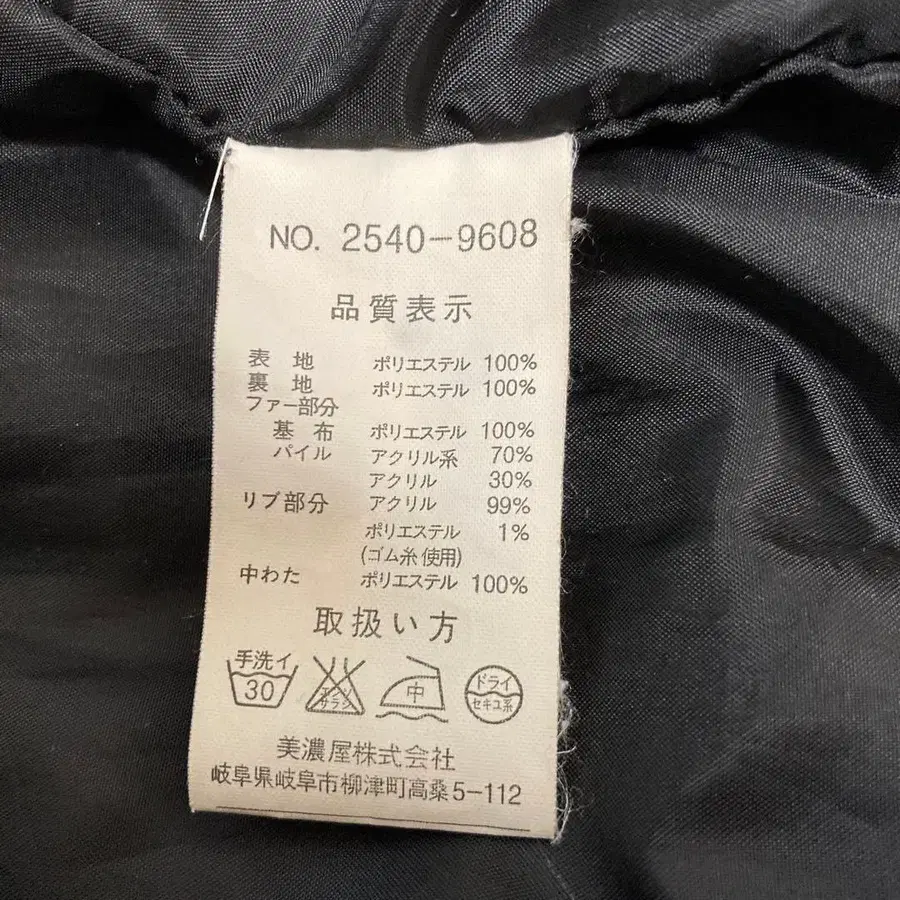 NO. 2540-9608
品質表示
表 地 ポリエステル 100%
裏 地 ポリエステル 100%
ファー部分
基 布 ポリエステル 100%
パイル アクリル系 70%
アクリル 30%
リブ部分 アクリル 99%
ポリエステル 1%
(ゴム糸使用)
中わた ポリエステル 100%
取扱い方
手洗イ 30 エンソ サラシ 中 ドライ セキユ系
美濃屋株式会社
岐阜県岐阜市柳津町高桑5-112